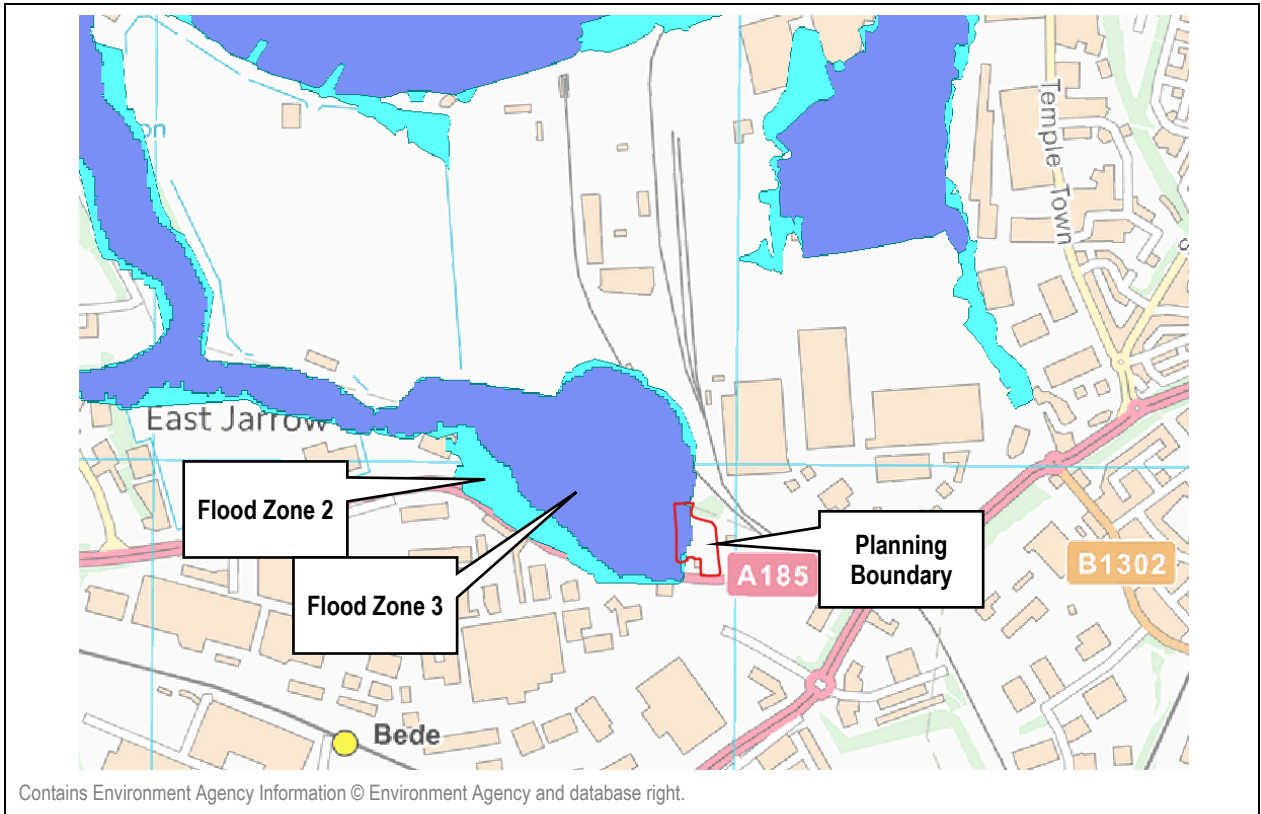 on
Temple Town
East Jarrow
Flood Zone 2
Flood Zone 3
Planning
Boundary
A185
B1302
Bede
Contains Environment Agency Information © Environment Agency and database right.